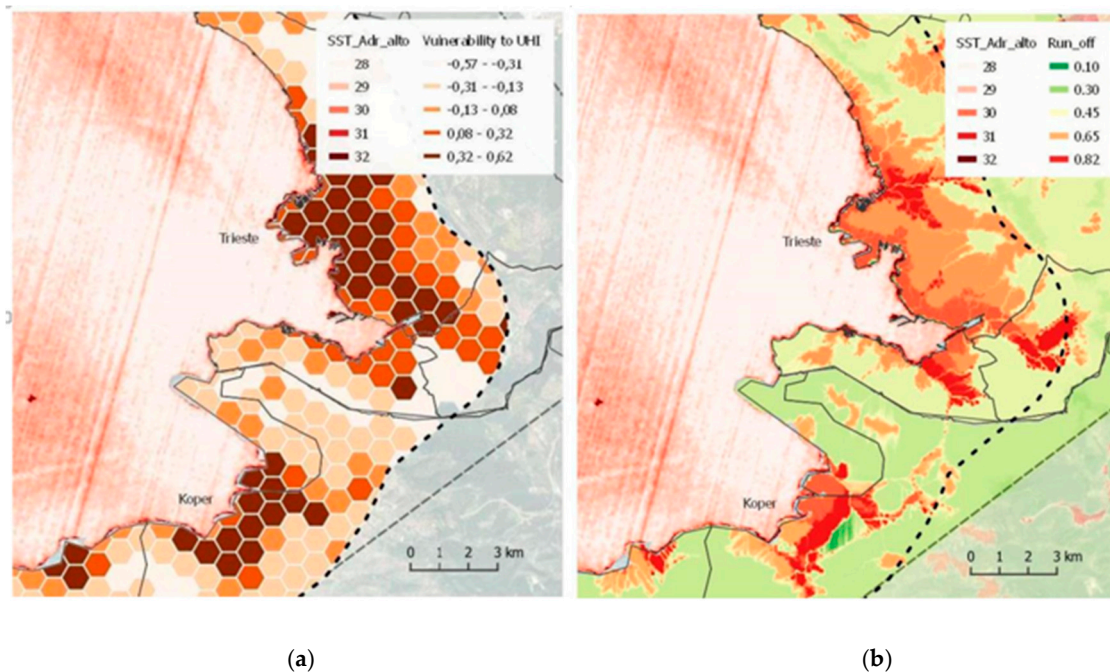 SST_Adr_alto Vulnerability to UHI
28 -0,57 - -0,31
29 -0,31 - -0,13
30 -0,13 - 0,08
31 0,08 - 0,32
32 0,32 - 0,62
Trieste
Koper
0 1 2 3 km
(a)
SST_Adr_alto Run_off
28 0.10
29 0.30
30 0.45
31 0.65
32 0.82
Trieste
Koper
0 1 2 3 km
(b)